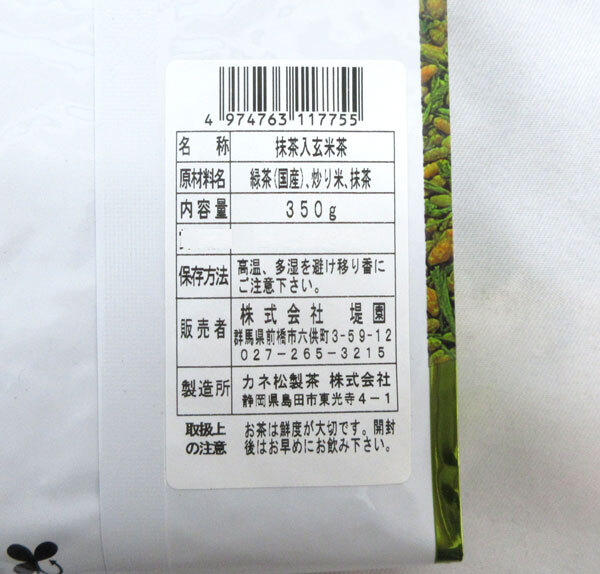 4 974763 117755
名称 抹茶入玄米茶
原材料名 緑茶(国産)、炒り米、抹茶
内容量 350g
保存方法 高温、多湿を避け移り香に
ご注意下さい。
販売者 株式会社 堤園
群馬県前橋市六供町3-59-12
027-265-3215
製造所 カネ松製茶 株式会社
静岡県島田市東光寺4-1
取扱上 お茶は鮮度が大切です。開封
の注意 後はお早めにお飲み下さい。